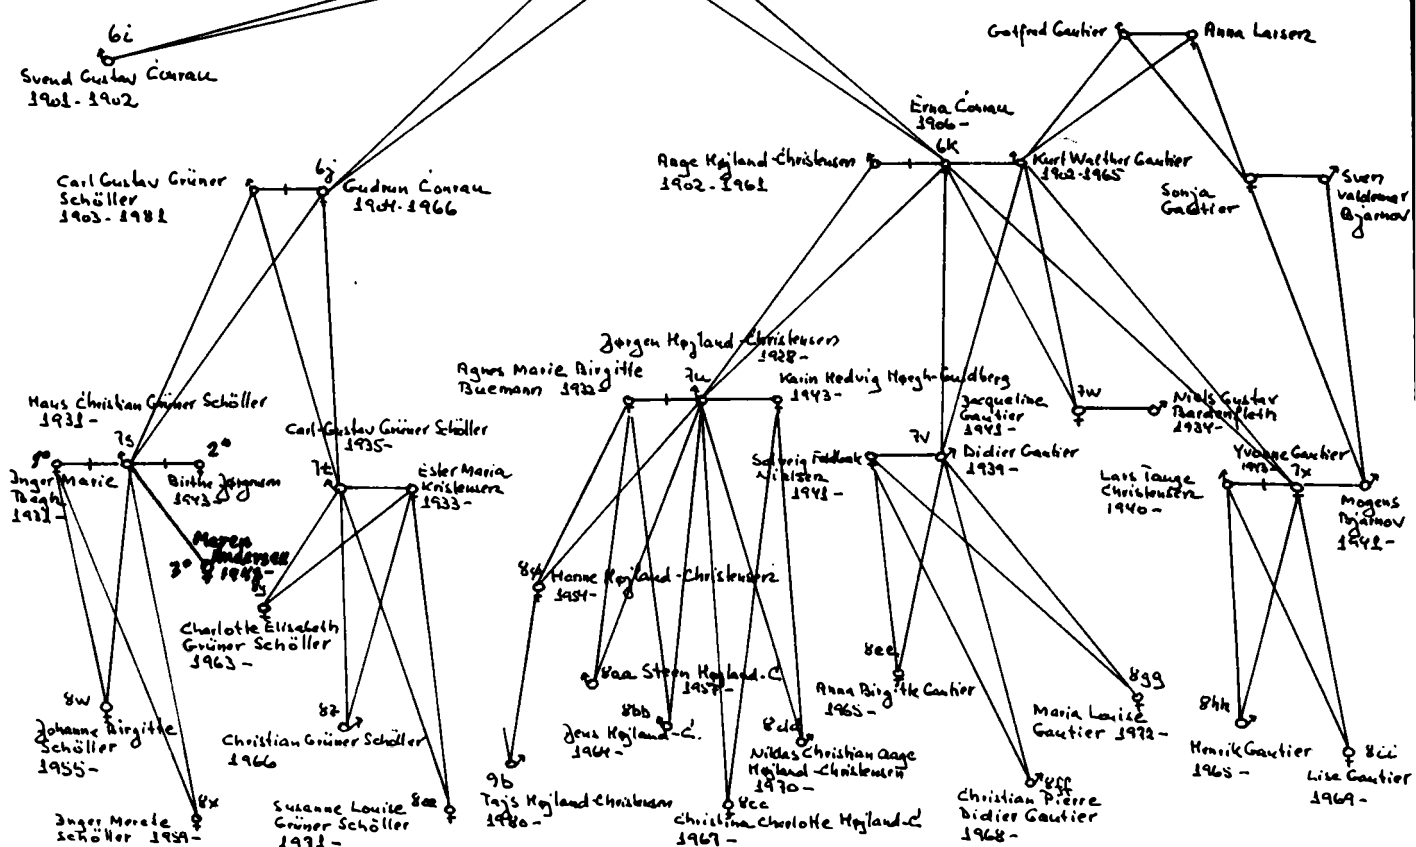 6i
Svend Gustav Conrau
1901-1902
Gotfred Gautier
Anna Larsen
Erna Conrau
1906-
6k
Aage Højland-Christensen
1902-1961
Kurt Walther Gautier
1902-1965
Sonja
Gautier
Sven
Valdemar
Bjarnov
Carl Gustav Grüner
Schöller
1903-1981
6j
Gudrun Conrau
1904-1966
Jørgen Højland-Christensen
1928-
7u
Agnes Marie Birgitte
Buemann 1932-
Karin Hedvig Høegh-Guldberg
1943-
Jacqueline
Gautier
1941-
7w
Niels Gustav
Bardenfleth
1934-
Hans Christian Grüner Schöller
1931-
7s
1°
2°
Inger Marie
Bagh
Birthe Jørgensen
1943-
Maren
Andersen
3°
Carl-Gustav Grüner Schöller
1935-
7t
Ester Maria
Kristensen
1933-
Nielsen
1941-
7v
Didier Gautier
1939-
Lars Tauge
Christensen
1940-
Yvonne Gautier
1943-
7x
Mogens
Bjarnov
1941-
8y
Charlotte Elisabeth
Grüner Schöller
1963-
Hanne Højland-Christensen
1954-
8aa Steen Højland-C
1957-
8ee
Anna Birgitte Gautier
1965-
8gg
Maria Louise
Gautier 1972-
8hh
Henrik Gautier
1965-
8ii
Lise Gautier
1969-
8w
Johanne Birgitte
Schöller
1955-
8z
Christian Grüner Schöller
1966
8bb
Jens Højland-C.
1964-
8dd
Niklas Christian Aage
Højland-Christensen
1970-
8x
Inger Merete
Schöller 1959-
Susanne Louise
Grüner Schöller
1971-
9b
Tajs Højland-Christensen
1980-
8cc
Christina Charlotte Højland-C
1967-
8ff
Christian Pierre
Didier Gautier
1968-